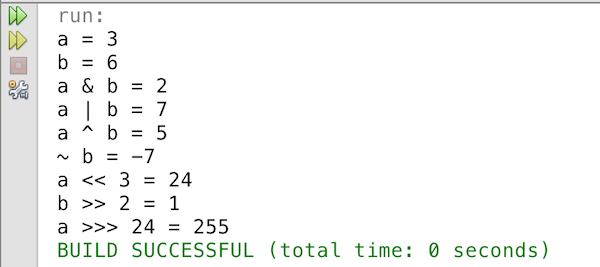 run:
a = 3
b = 6
a & b = 2
a | b = 7
a ^ b = 5
~ b = -7
a << 3 = 24
b >> 2 = 1
a >>> 24 = 255
BUILD SUCCESSFUL (total time: 0 seconds)